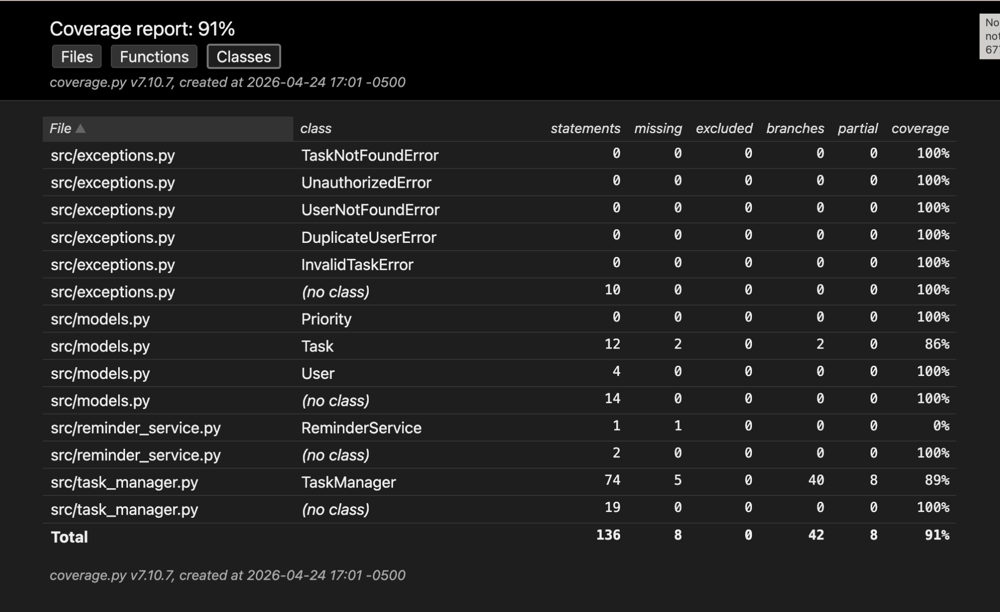 Coverage report: 91%
Files Functions Classes
coverage.py v7.10.7, created at 2026-04-24 17:01 -0500
No
not
677
File ▲ class statements missing excluded branches partial coverage
src/exceptions.py TaskNotFoundError 0 0 0 0 0 100%
src/exceptions.py UnauthorizedError 0 0 0 0 0 100%
src/exceptions.py UserNotFoundError 0 0 0 0 0 100%
src/exceptions.py DuplicateUserError 0 0 0 0 0 100%
src/exceptions.py InvalidTaskError 0 0 0 0 0 100%
src/exceptions.py (no class) 10 0 0 0 0 100%
src/models.py Priority 0 0 0 0 0 100%
src/models.py Task 12 2 0 2 0 86%
src/models.py User 4 0 0 0 0 100%
src/models.py (no class) 14 0 0 0 0 100%
src/reminder_service.py ReminderService 1 1 0 0 0 0%
src/reminder_service.py (no class) 2 0 0 0 0 100%
src/task_manager.py TaskManager 74 5 0 40 8 89%
src/task_manager.py (no class) 19 0 0 0 0 100%
Total 136 8 0 42 8 91%
coverage.py v7.10.7, created at 2026-04-24 17:01 -0500